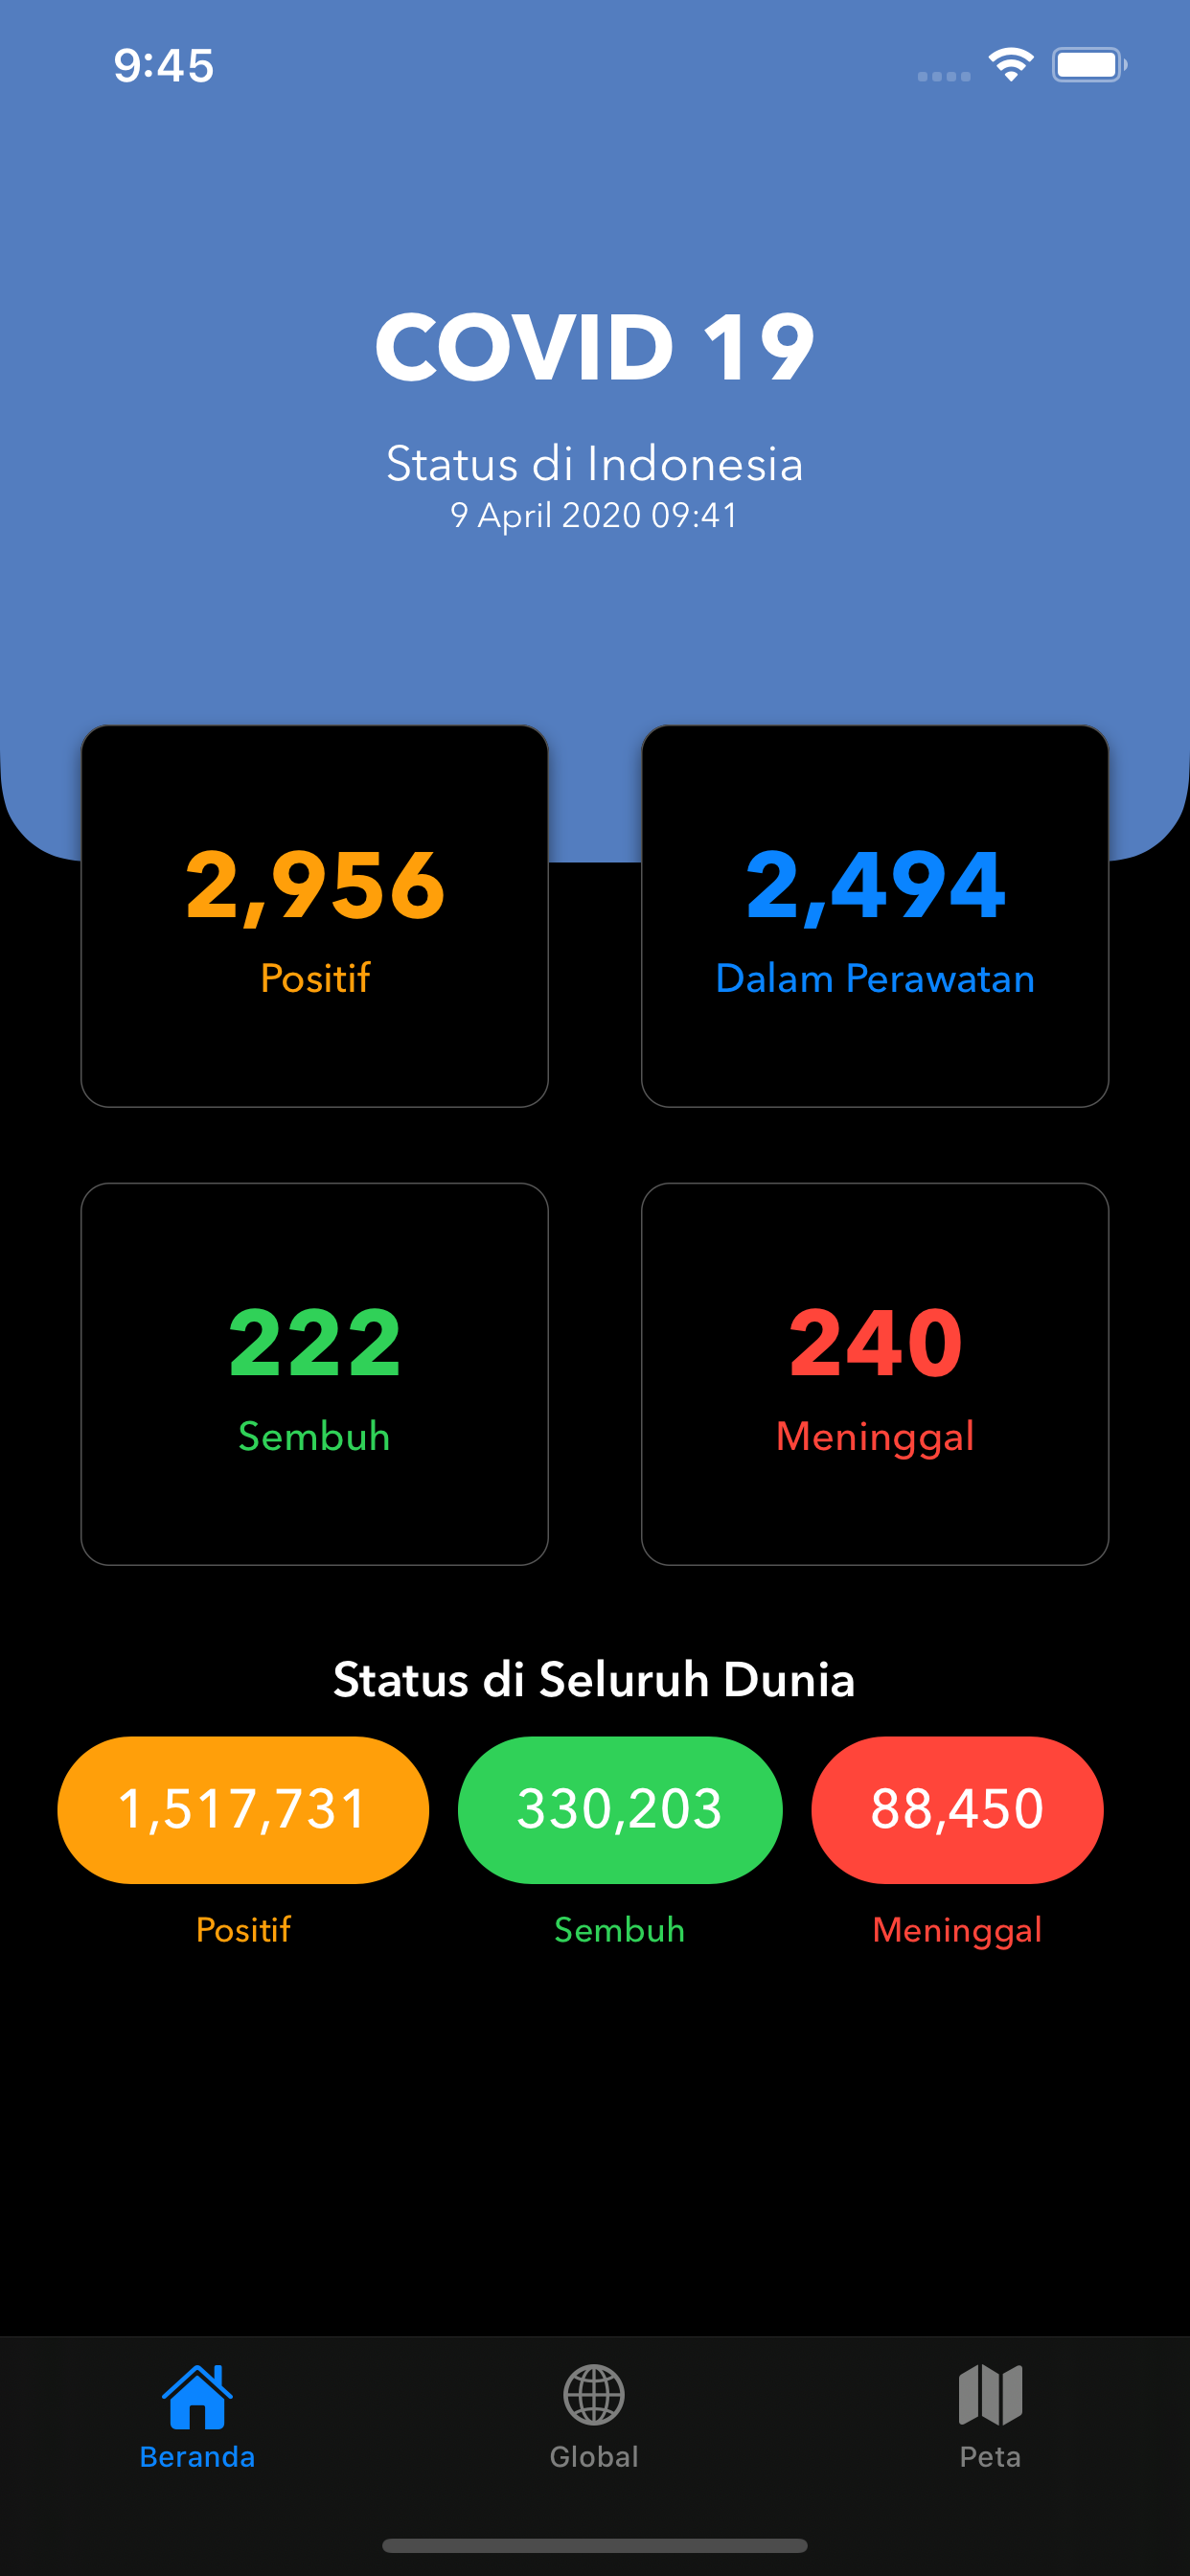 9:45
COVID 19
Status di Indonesia
9 April 2020 09:41
2,956
Positif
2,494
Dalam Perawatan
222
Sembuh
240
Meninggal
Status di Seluruh Dunia
1,517,731
330,203
88,450
Positif
Sembuh
Meninggal
Beranda
Global
Peta